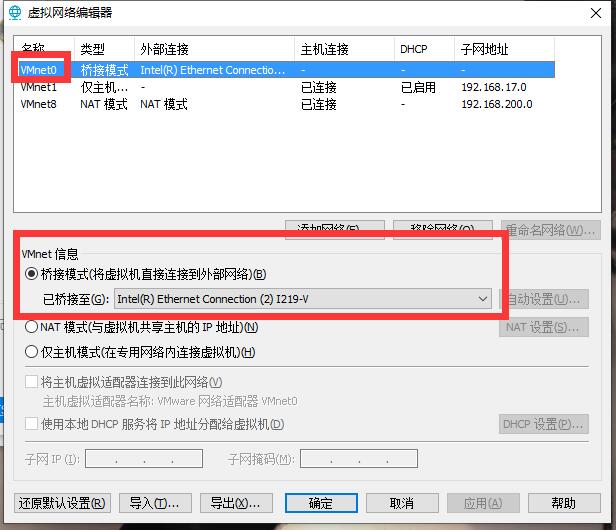 虚拟网络编辑器
名称 类型 外部连接 主机连接 DHCP 子网地址
VMnet0 桥接模式 Intel(R) Ethernet Connectio... - - -
VMnet1 仅主机... - 已连接 已启用 192.168.17.0
VMnet8 NAT 模式 NAT 模式 已连接 - 192.168.200.0
添加网络(E)... 移除网络(O) 重命名网络(W)...
VMnet 信息
桥接模式(将虚拟机直接连接到外部网络)(B)
已桥接至(G): Intel(R) Ethernet Connection (2) I219-V 自动设置(U)...
NAT 模式(与虚拟机共享主机的 IP 地址)(N) NAT 设置(S)...
仅主机模式(在专用网络内连接虚拟机)(H)
将主机虚拟适配器连接到此网络(V)
主机虚拟适配器名称: VMware 网络适配器 VMnet0
使用本地 DHCP 服务将 IP 地址分配给虚拟机(D) DHCP 设置(P)...
子网 IP (I): . . . 子网掩码(M): . . .
还原默认设置(R) 导入(T)... 导出(X)... 确定 取消 应用(A) 帮助